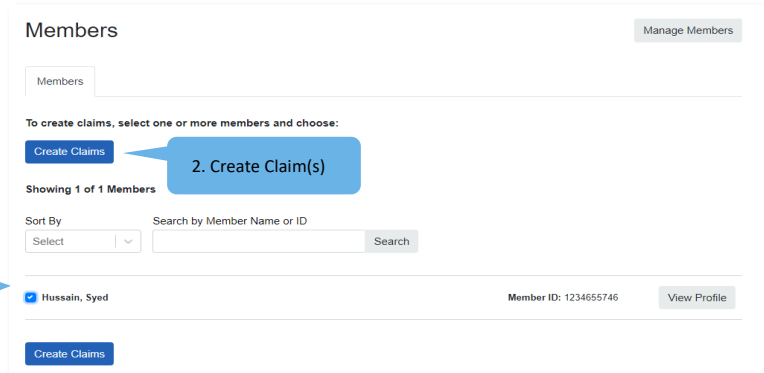 Members
Manage Members
Members
To create claims, select one or more members and choose:
Create Claims
2. Create Claim(s)
Showing 1 of 1 Members
Sort By
Search by Member Name or ID
Select
Search
Hussain, Syed
Member ID: 1234655746
View Profile
Create Claims